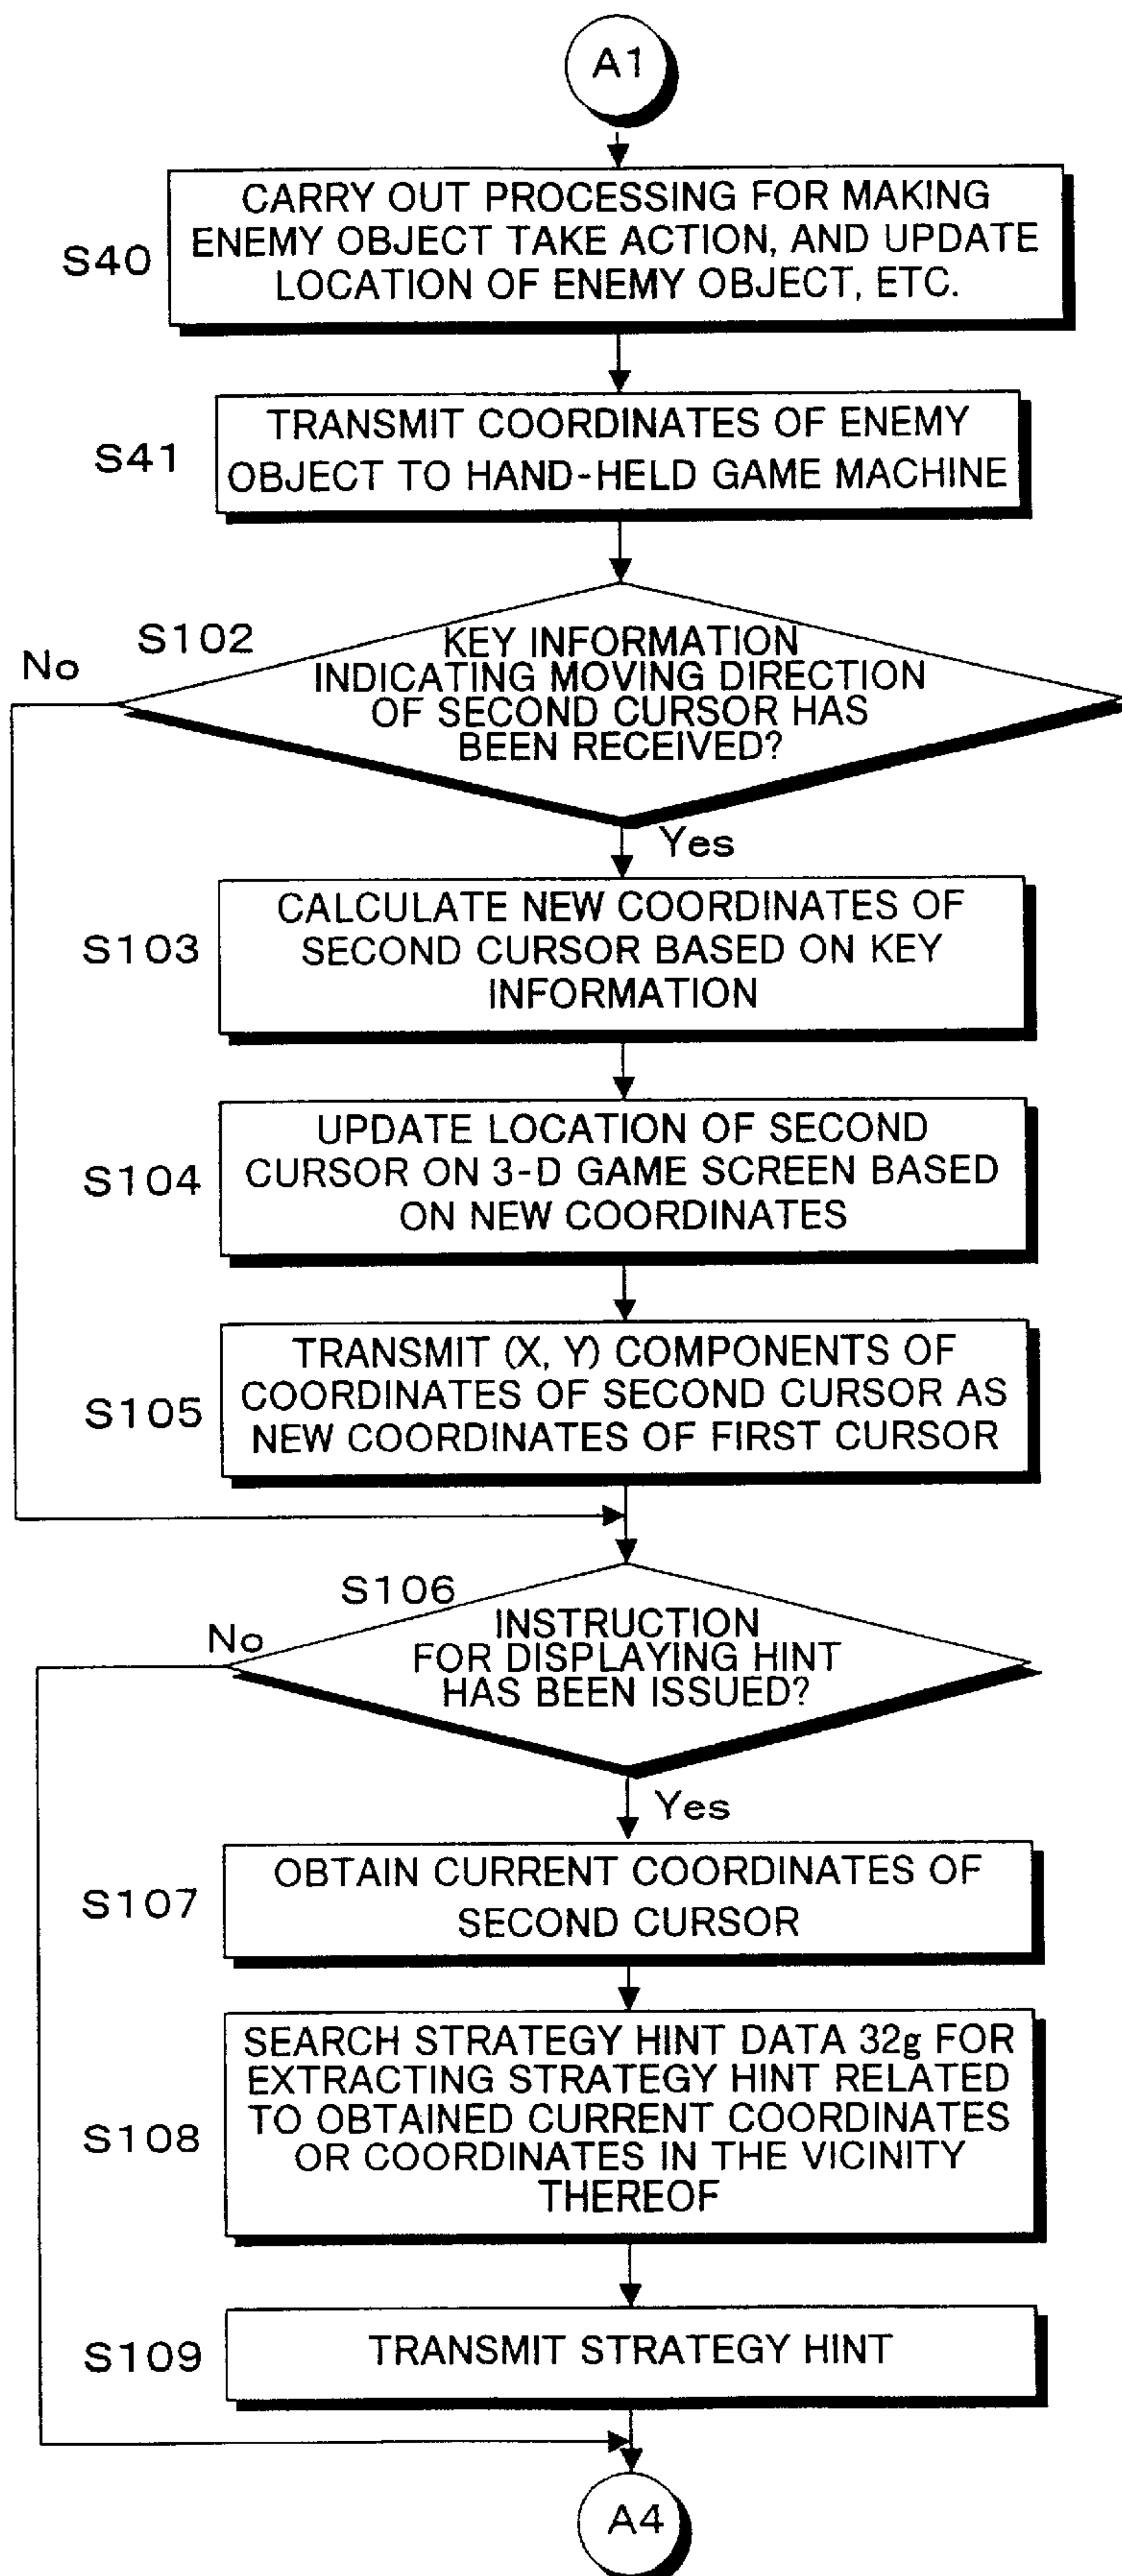 A1
S40
CARRY OUT PROCESSING FOR MAKING
ENEMY OBJECT TAKE ACTION, AND UPDATE
LOCATION OF ENEMY OBJECT, ETC.
S41
TRANSMIT COORDINATES OF ENEMY
OBJECT TO HAND-HELD GAME MACHINE
S102
No
KEY INFORMATION
INDICATING MOVING DIRECTION
OF SECOND CURSOR HAS
BEEN RECEIVED?
Yes
S103
CALCULATE NEW COORDINATES OF
SECOND CURSOR BASED ON KEY
INFORMATION
S104
UPDATE LOCATION OF SECOND
CURSOR ON 3-D GAME SCREEN BASED
ON NEW COORDINATES
S105
TRANSMIT (X, Y) COMPONENTS OF
COORDINATES OF SECOND CURSOR AS
NEW COORDINATES OF FIRST CURSOR
S106
No
INSTRUCTION
FOR DISPLAYING HINT
HAS BEEN ISSUED?
Yes
S107
OBTAIN CURRENT COORDINATES OF
SECOND CURSOR
S108
SEARCH STRATEGY HINT DATA 32g FOR
EXTRACTING STRATEGY HINT RELATED
TO OBTAINED CURRENT COORDINATES
OR COORDINATES IN THE VICINITY
THEREOF
S109
TRANSMIT STRATEGY HINT
A4